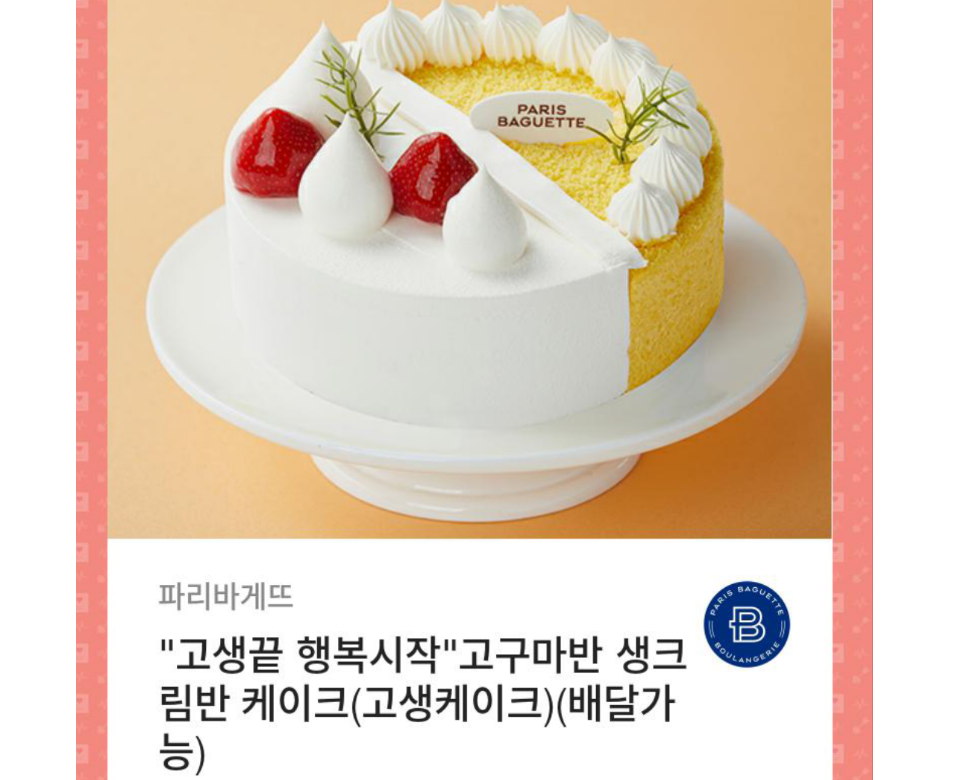 PARIS
BAGUETTE
파리바게뜨
PARIS BAGUETTE
B
BOULANGERIE
"고생끝 행복시작"고구마반 생크
림반 케이크(고생케이크)(배달가
능)